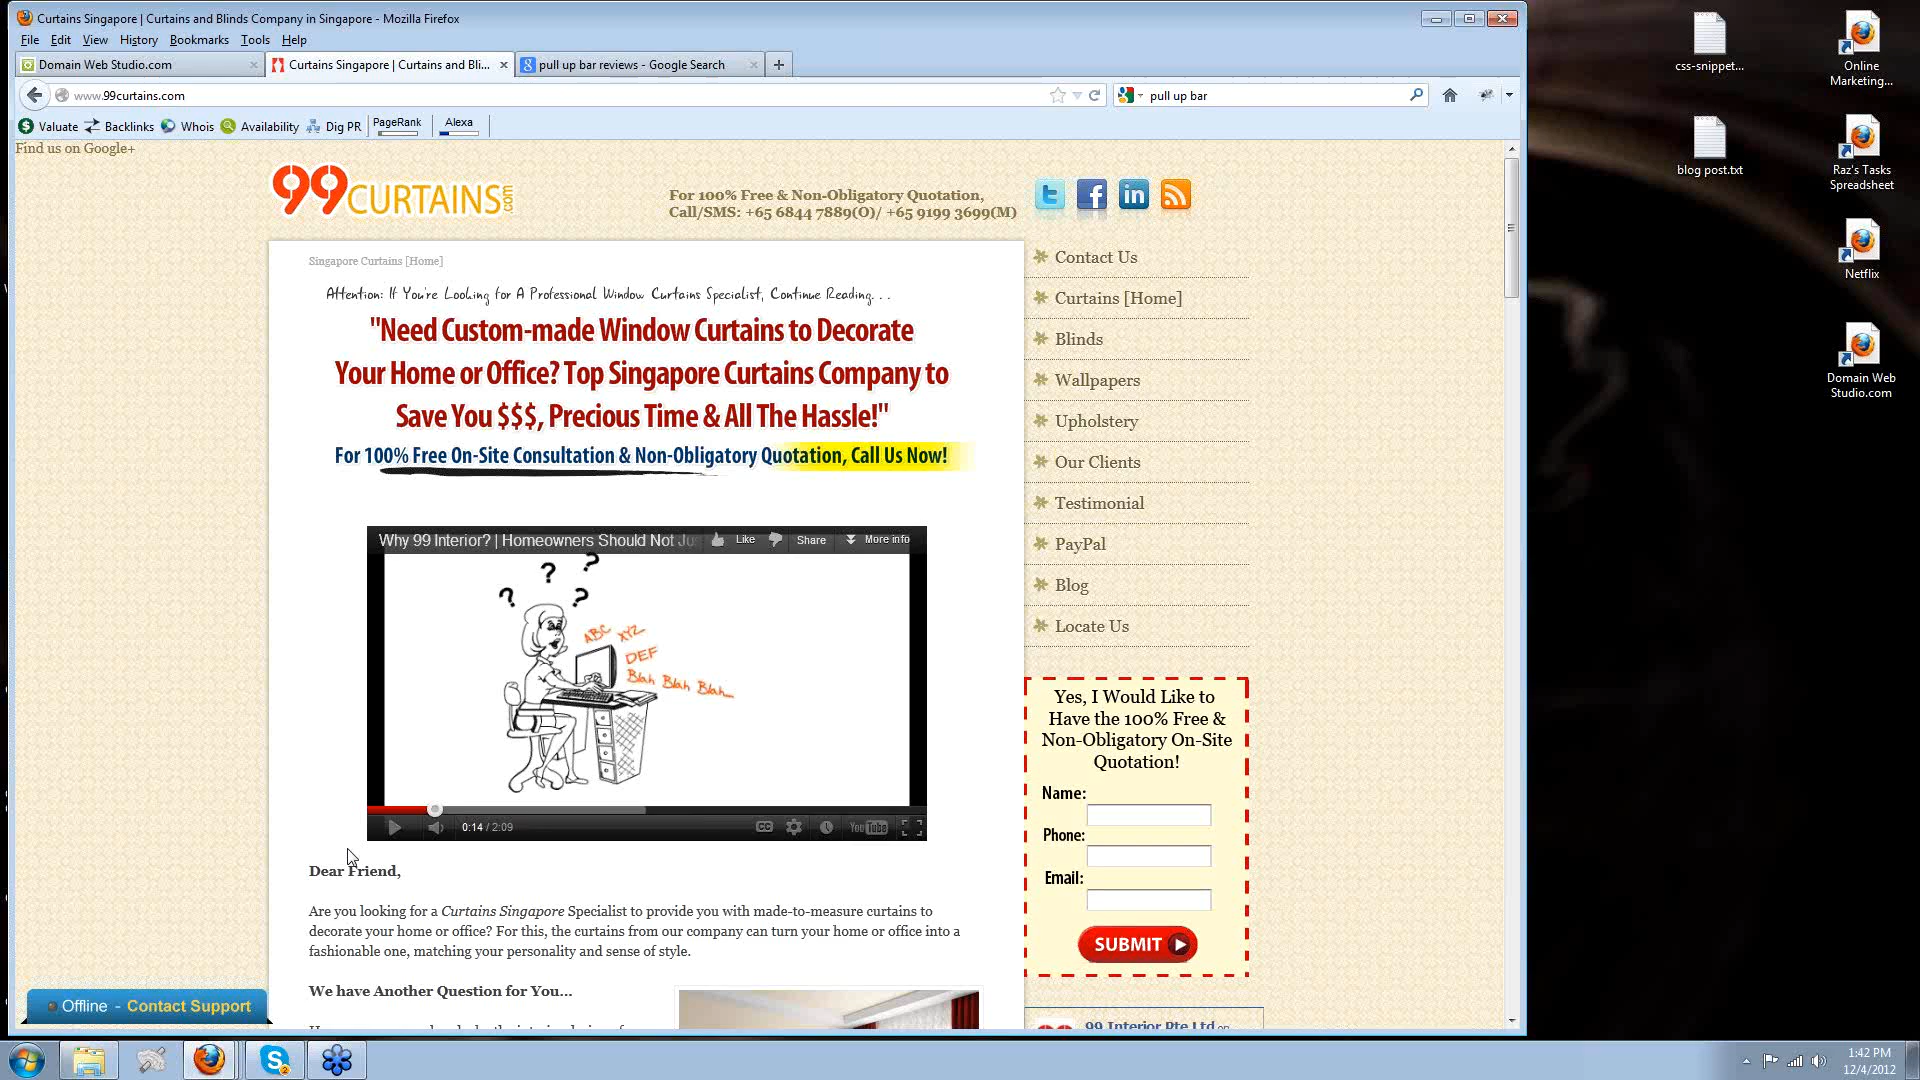 Curtains Singapore | Curtains and Blinds Company in Singapore - Mozilla Firefox
File Edit View History Bookmarks Tools Help
Domain Web Studio.com
Curtains Singapore | Curtains and Bli...
pull up bar reviews - Google Search
www.99curtains.com
pull up bar
Valuate Backlinks Whois Availability Dig PR PageRank Alexa
Find us on Google+
99CURTAINS.com
For 100% Free & Non-Obligatory Quotation,
Call/SMS: +65 6844 7889(O)/ +65 9199 3699(M)
Singapore Curtains [Home]
Attention: If You're Looking for A Professional Window Curtains Specialist, Continue Reading. . .
"Need Custom-made Window Curtains to Decorate
Your Home or Office? Top Singapore Curtains Company to
Save You $$$, Precious Time & All The Hassle!"
For 100% Free On-Site Consultation & Non-Obligatory Quotation, Call Us Now!
Why 99 Interior? | Homeowners Should Not Ju
Like Share More info
? ? ? ?
ABC XYZ
DEF
Blah Blah Blah...
0:14 / 2:09
CC
YouTube
Dear Friend,
Are you looking for a Curtains Singapore Specialist to provide you with made-to-measure curtains to
decorate your home or office? For this, the curtains from our company can turn your home or office into a
fashionable one, matching your personality and sense of style.
We have Another Question for You...
Contact Us
Curtains [Home]
Blinds
Wallpapers
Upholstery
Our Clients
Testimonial
PayPal
Blog
Locate Us
Yes, I Would Like to
Have the 100% Free &
Non-Obligatory On-Site
Quotation!
Name:
Phone:
Email:
SUBMIT
99 Interior Pte Ltd on
Offline - Contact Support
css-snippet...
Online
Marketing...
blog post.txt
Raz's Tasks
Spreadsheet
Netflix
Domain Web
Studio.com
1:42 PM
12/4/2012